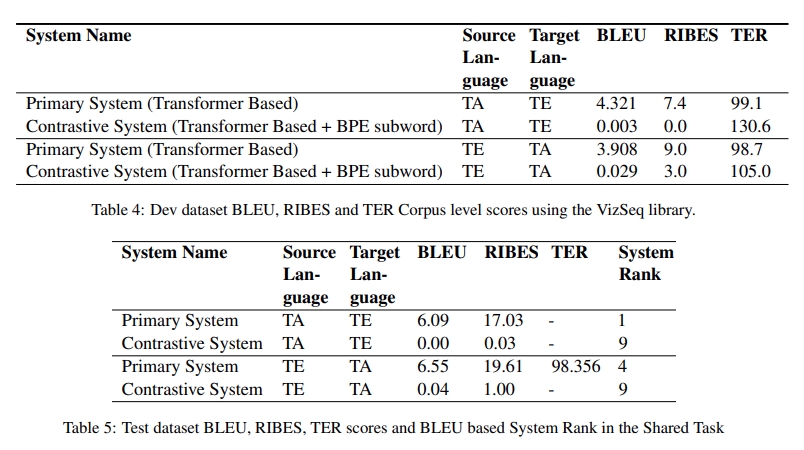 System Name Source Lan- guage Target Lan- guage BLEU RIBES TER
Primary System (Transformer Based) TA TE 4.321 7.4 99.1
Contrastive System (Transformer Based + BPE subword) TA TE 0.003 0.0 130.6
Primary System (Transformer Based) TE TA 3.908 9.0 98.7
Contrastive System (Transformer Based + BPE subword) TE TA 0.029 3.0 105.0
Table 4: Dev dataset BLEU, RIBES and TER Corpus level scores using the VizSeq library.
System Name Source Lan- guage Target Lan- guage BLEU RIBES TER System Rank
Primary System TA TE 6.09 17.03 - 1
Contrastive System TA TE 0.00 0.03 - 9
Primary System TE TA 6.55 19.61 98.356 4
Contrastive System TE TA 0.04 1.00 - 9
Table 5: Test dataset BLEU, RIBES, TER scores and BLEU based System Rank in the Shared Task